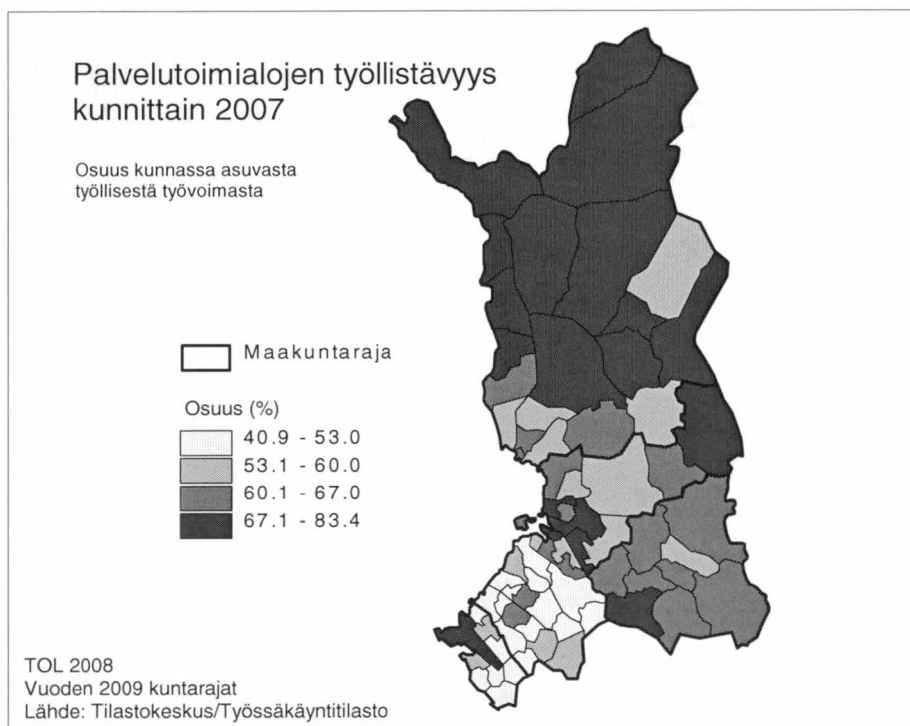 Palvelutoimialojen työllistävyys
kunnittain 2007
Osuus kunnassa asuvasta
työllisestä työvoimasta
Maakuntaraja
Osuus (%)
40.9 - 53.0
53.1 - 60.0
60.1 - 67.0
67.1 - 83.4
TOL 2008
Vuoden 2009 kuntarajat
Lähde: Tilastokeskus/Työssäkäyntitilasto